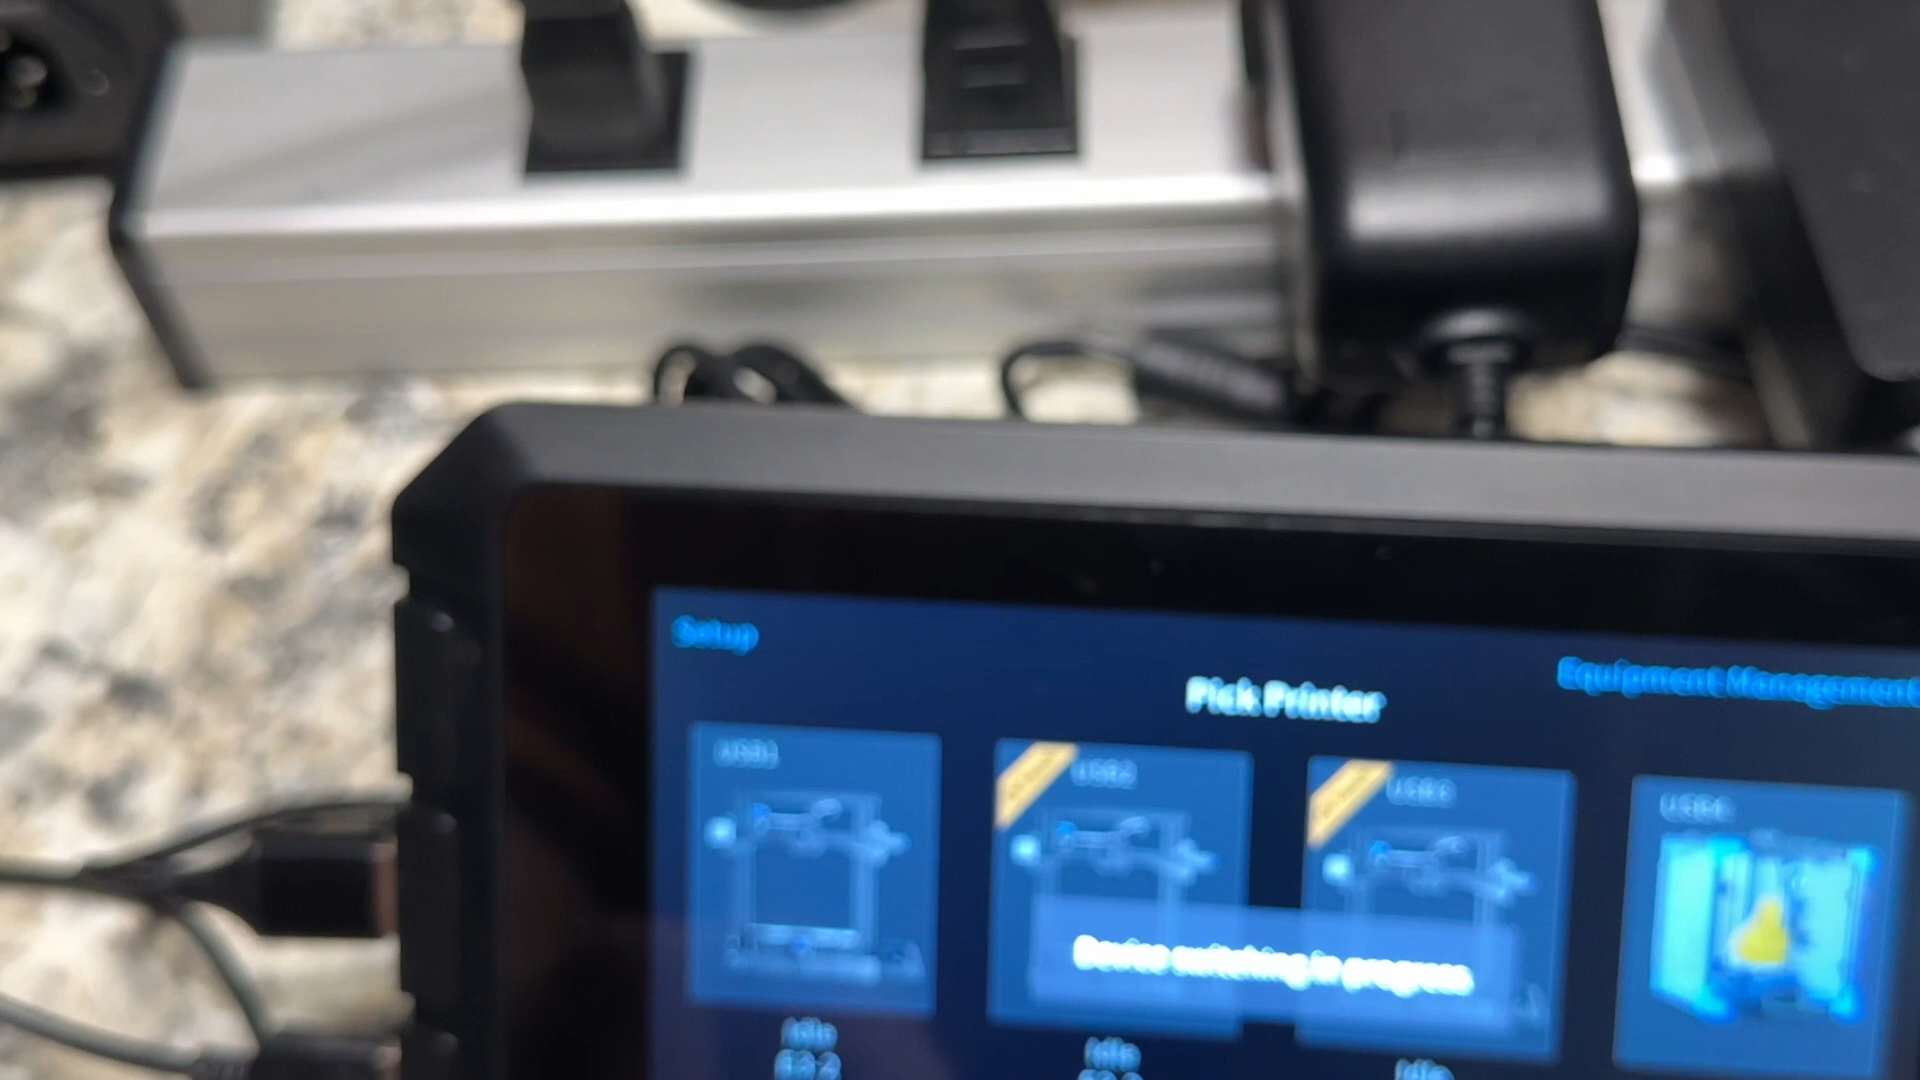 Setup
Pick Printer
Equipment Management
USB1
USB2
USB3
USB4
Device switching in progress
Idle
Idle
Idle